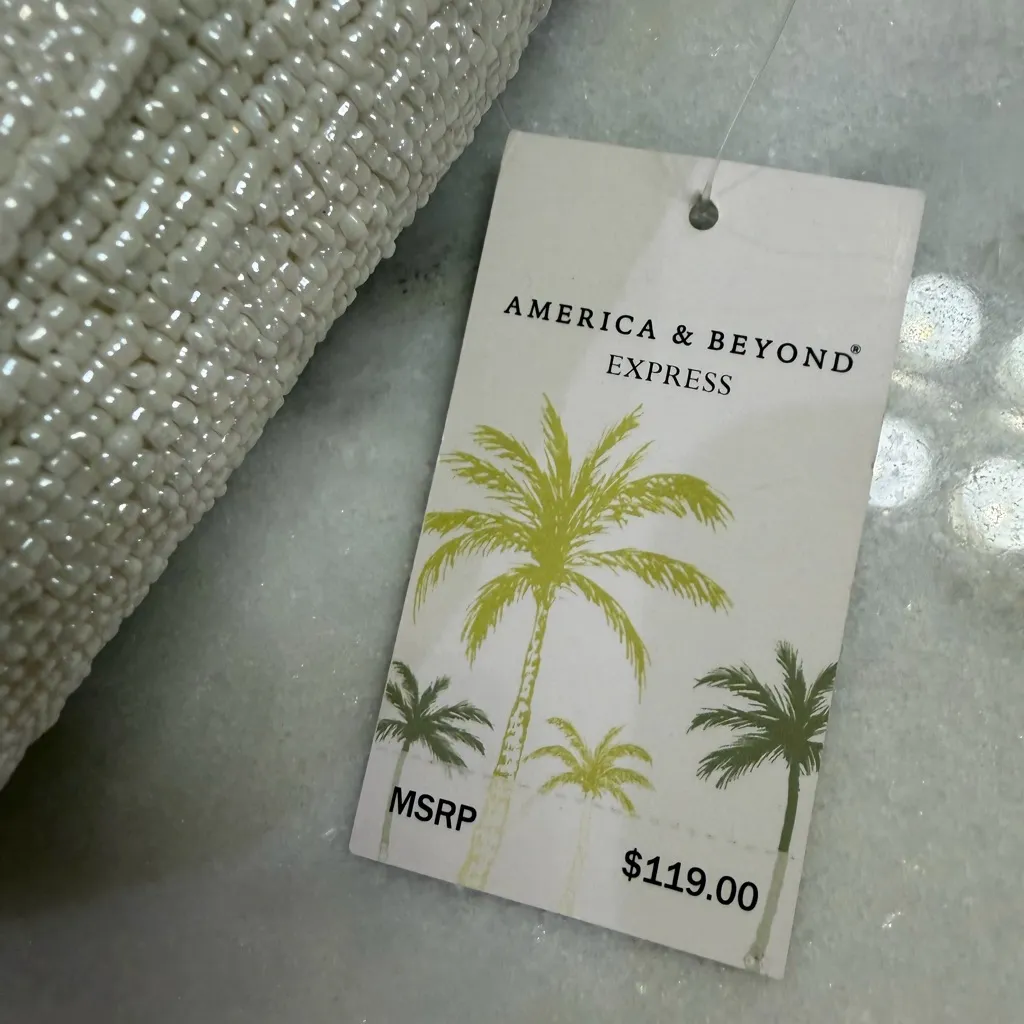 AMERICA & BEYOND®
EXPRESS
MSRP
$119.00